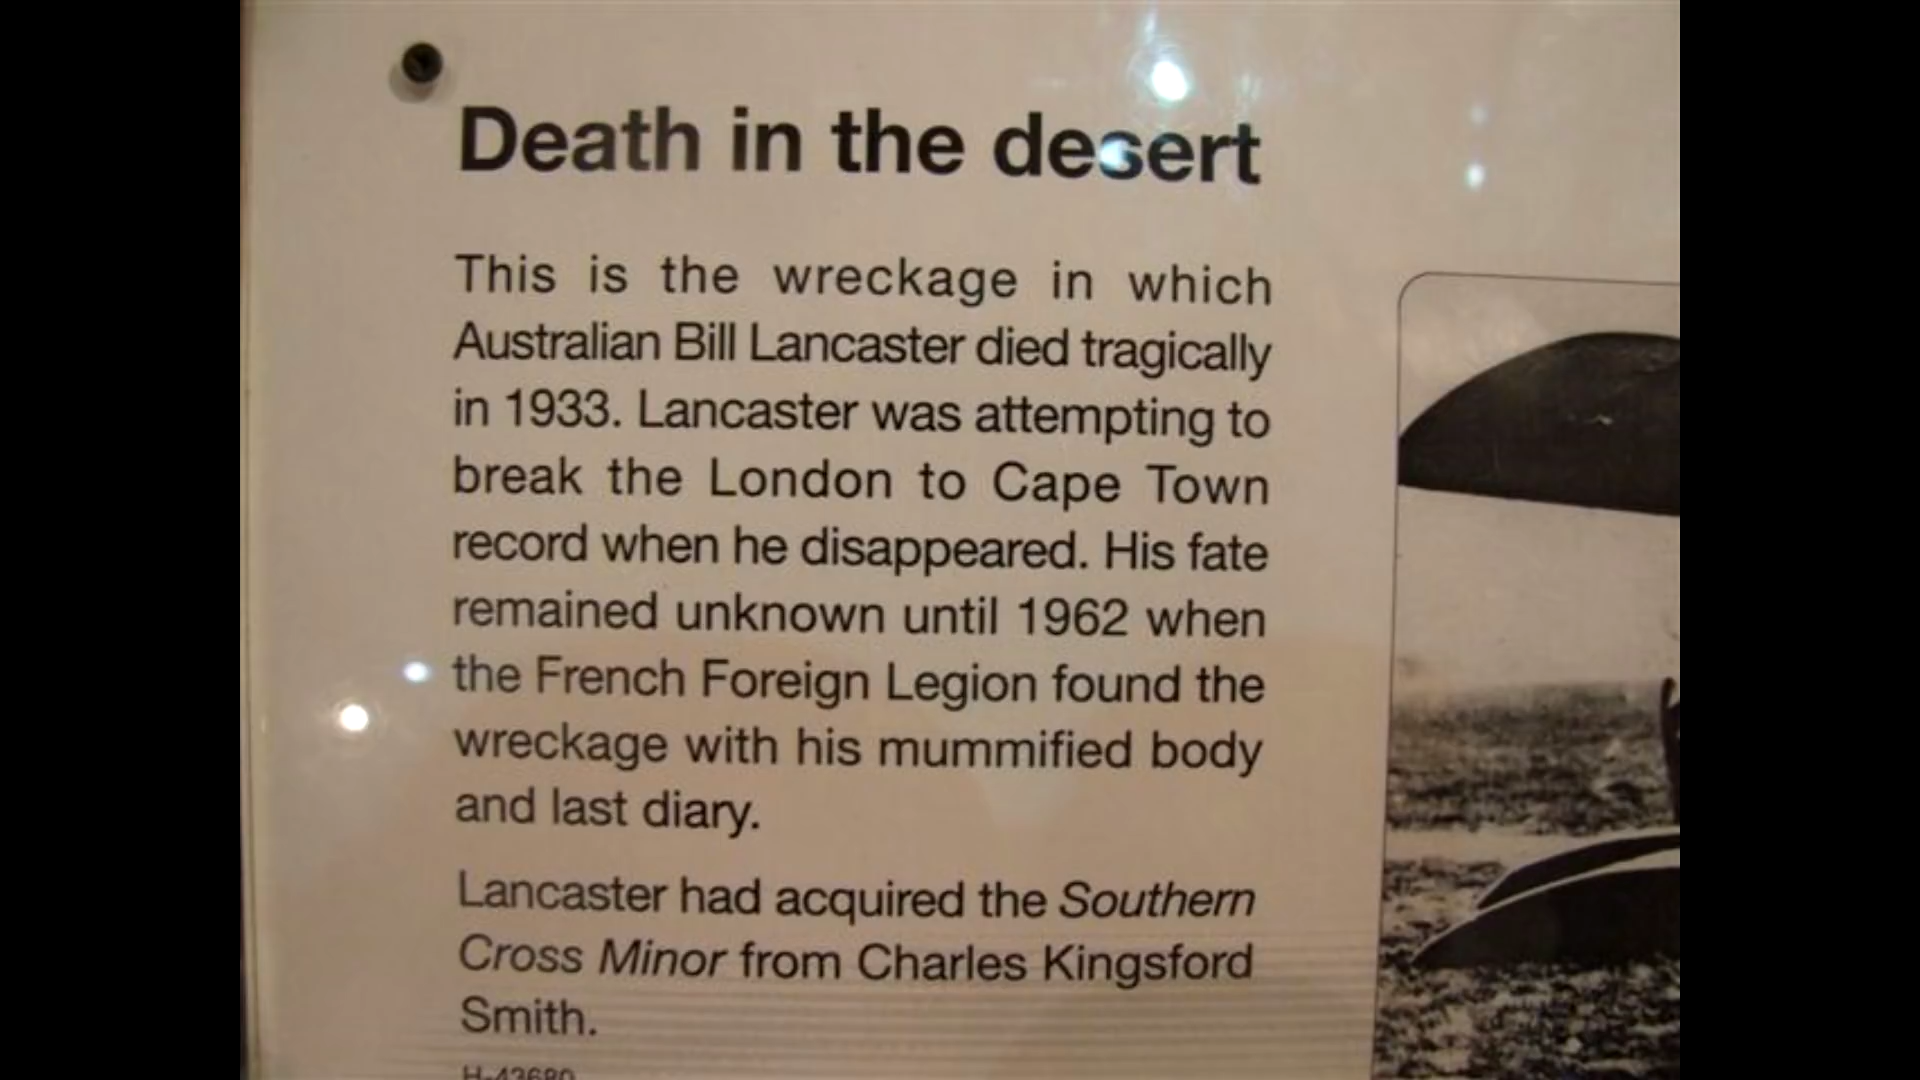 Death in the desert
This is the wreckage in which
Australian Bill Lancaster died tragically
in 1933. Lancaster was attempting to
break the London to Cape Town
record when he disappeared. His fate
remained unknown until 1962 when
the French Foreign Legion found the
wreckage with his mummified body
and last diary.
Lancaster had acquired the Southern
Cross Minor from Charles Kingsford
Smith.
H-43680